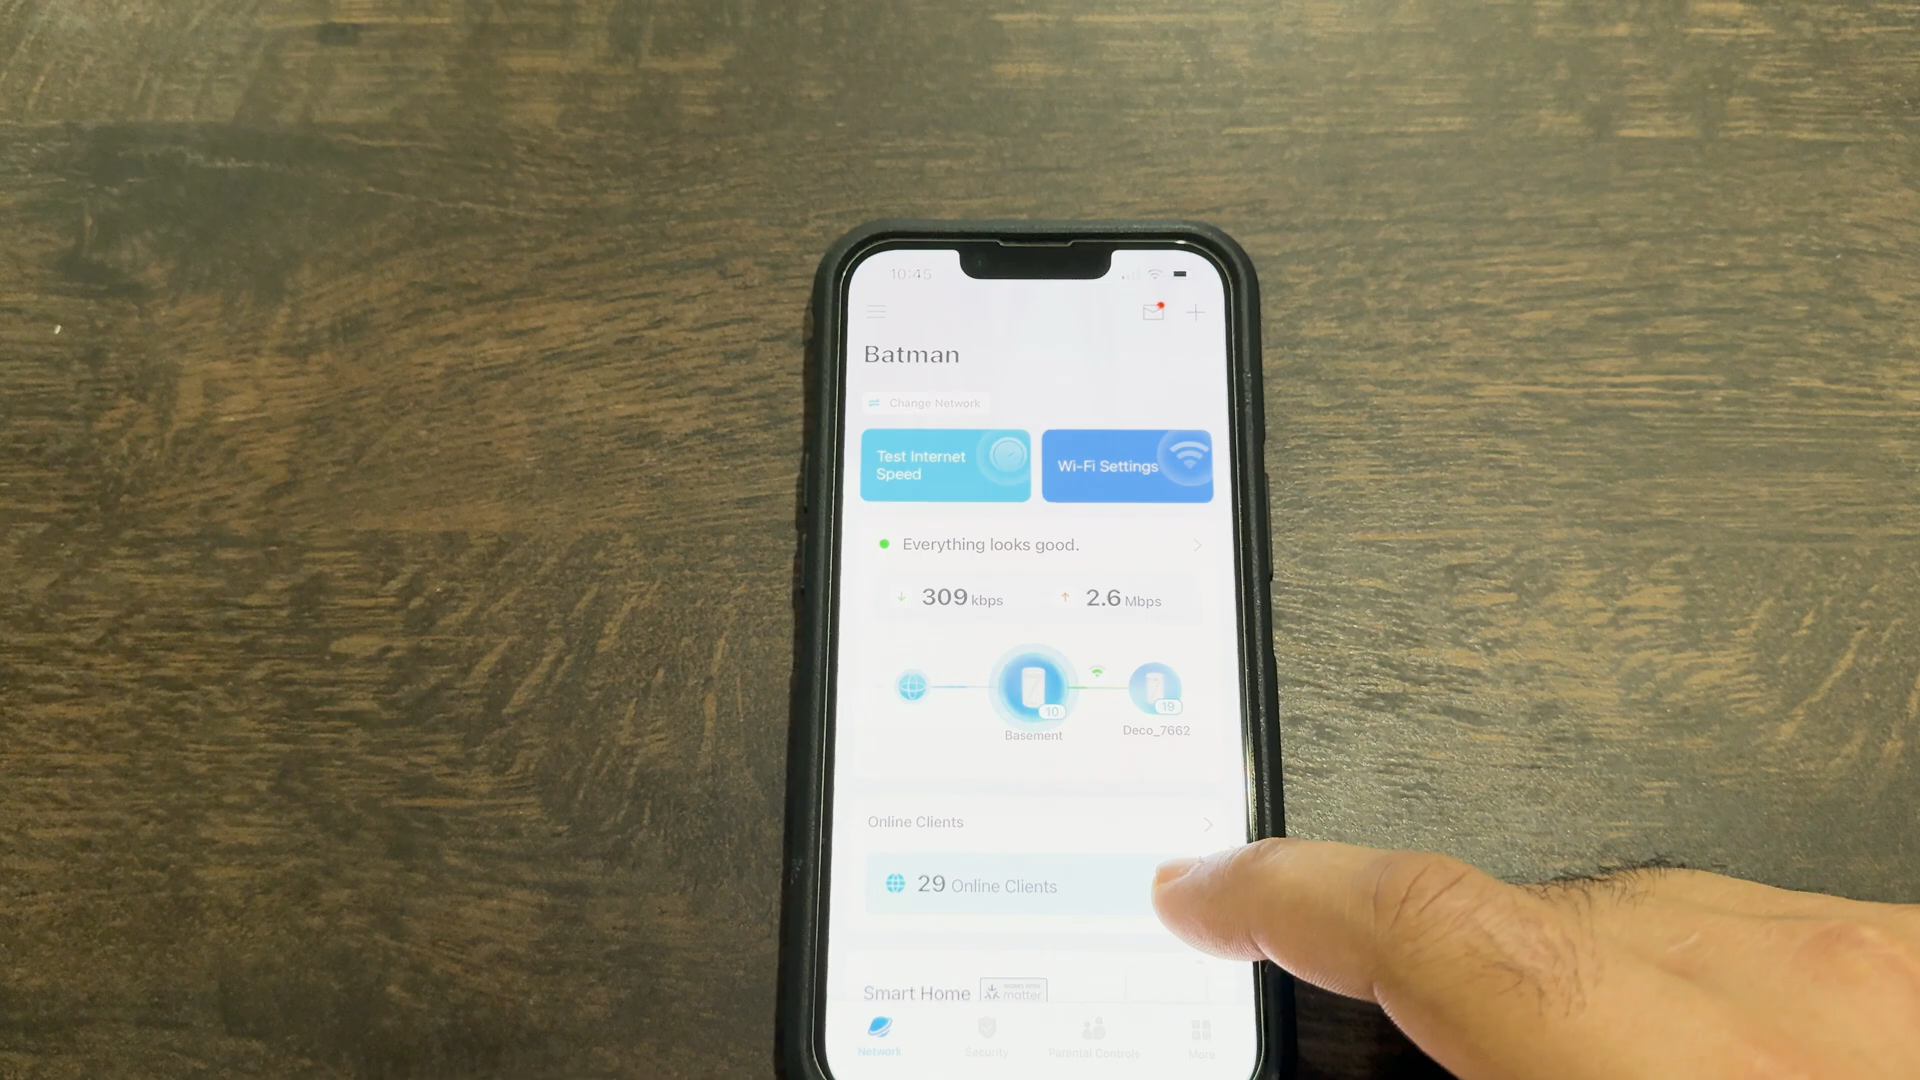 10:45
Batman
Change Network
Test Internet
Speed
Wi-Fi Settings
Everything looks good.
309 kbps
2.6 Mbps
10
19
Basement
Deco_7662
Online Clients
29 Online Clients
Smart Home
matter
Network
Security
Parental Controls
More